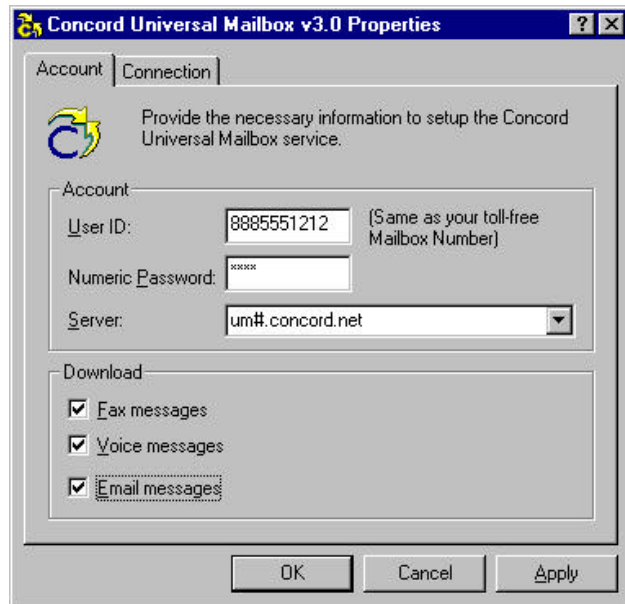 Concord Universal Mailbox v3.0 Properties
Account
Connection
Provide the necessary information to setup the Concord
Universal Mailbox service.
Account
User ID:
8885551212
(Same as your toll-free
Mailbox Number)
Numeric Password:
****
Server:
um#.concord.net
Download
Fax messages
Voice messages
Email messages
OK
Cancel
Apply